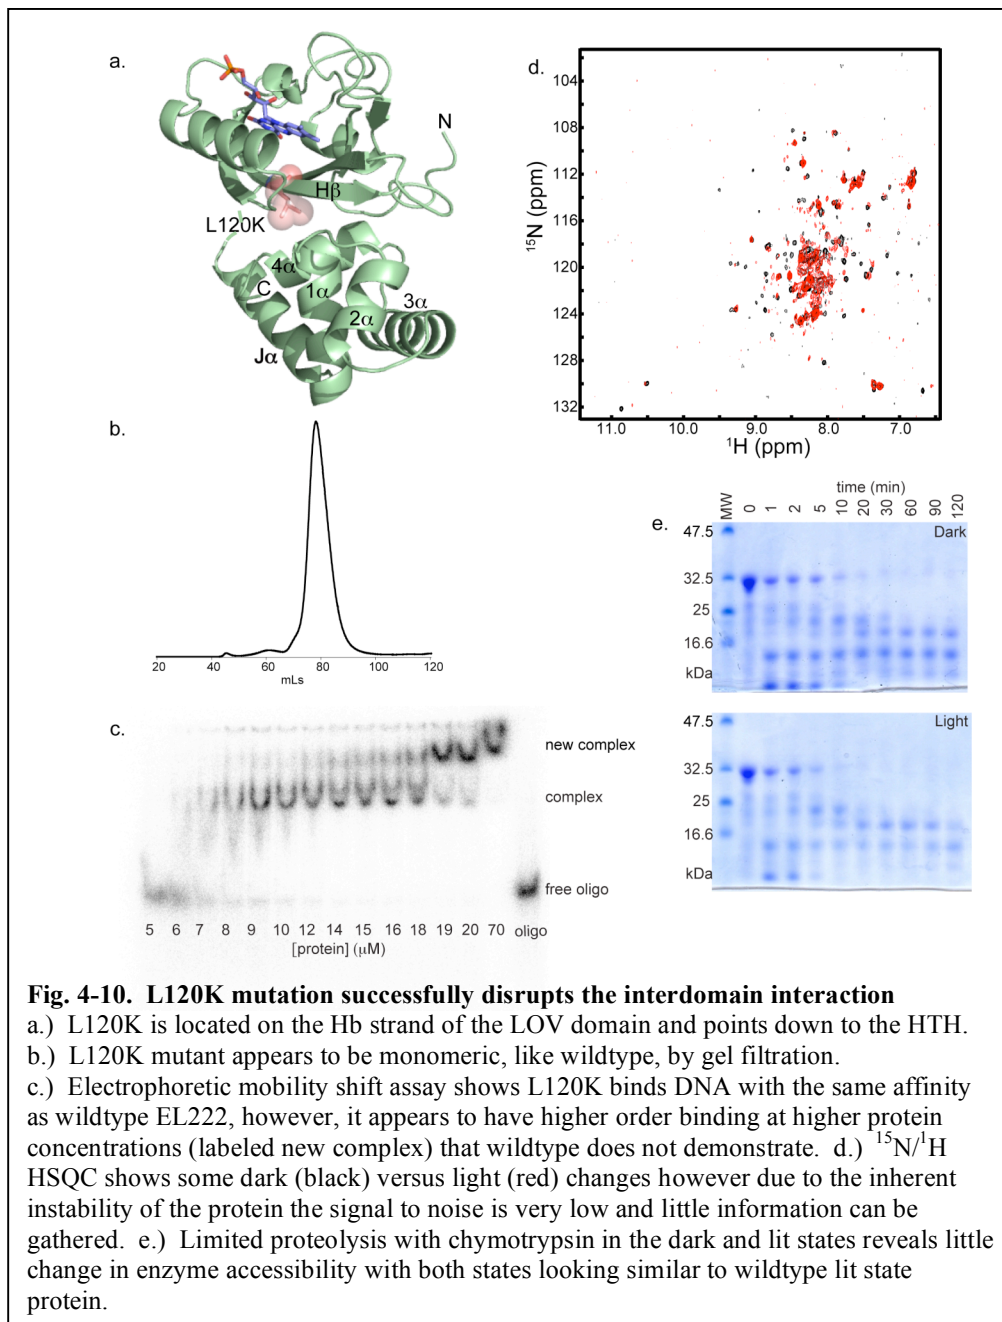 a.
N
Hβ
L120K
4α
C
1α
3α
2α
Jα
b.
20 40 60 80 100 120
mLs
c.
new complex
complex
free oligo
5 6 7 8 9 10 12 14 15 16 18 19 20 70 oligo
[protein] (μM)
d.
104
108
112
116
120
124
128
132
15N (ppm)
11.0 10.0 9.0 8.0 7.0
1H (ppm)
e.
time (min)
MW 0 1 2 5 10 20 30 60 90 120
Dark
47.5
32.5
25
16.6
kDa
Light
47.5
32.5
25
16.6
kDa
Fig. 4-10. L120K mutation successfully disrupts the interdomain interaction
a.) L120K is located on the Hb strand of the LOV domain and points down to the HTH.
b.) L120K mutant appears to be monomeric, like wildtype, by gel filtration.
c.) Electrophoretic mobility shift assay shows L120K binds DNA with the same affinity
as wildtype EL222, however, it appears to have higher order binding at higher protein
concentrations (labeled new complex) that wildtype does not demonstrate. d.) 15N/1H
HSQC shows some dark (black) versus light (red) changes however due to the inherent
instability of the protein the signal to noise is very low and little information can be
gathered. e.) Limited proteolysis with chymotrypsin in the dark and lit states reveals little
change in enzyme accessibility with both states looking similar to wildtype lit state
protein.